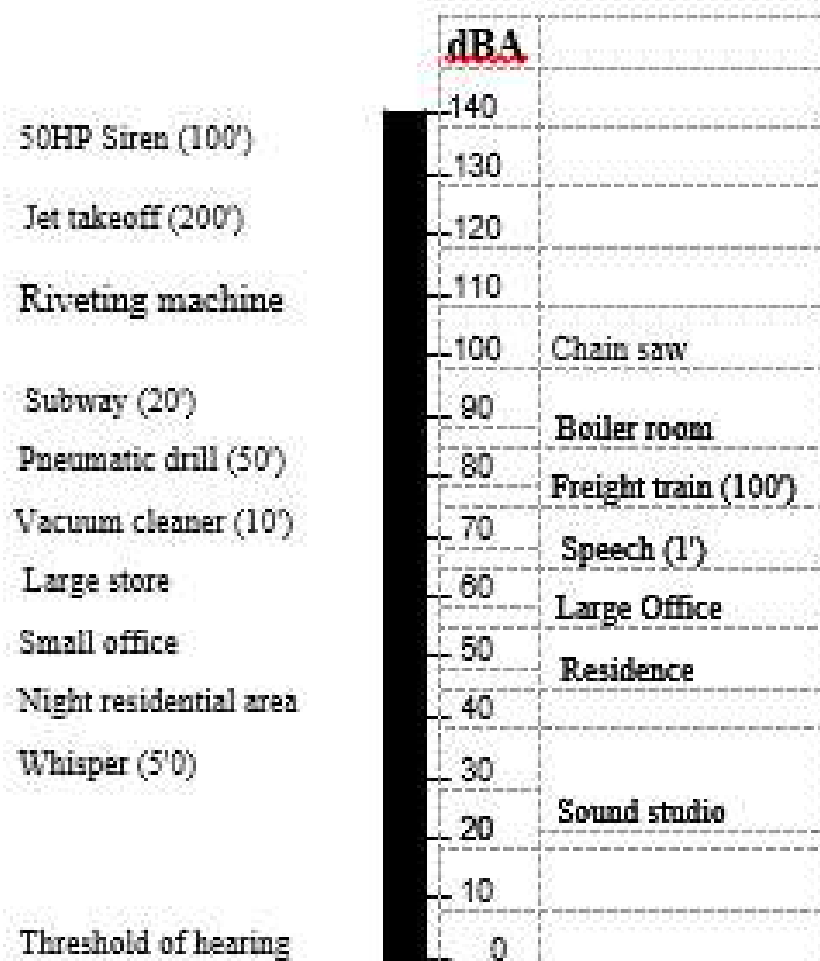 dBA
140
50HP Siren (100')
130
Jet takeoff (200')
120
Riveting machine
110
100 Chain saw
Subway (20')
90
Boiler room
Pneumatic drill (50')
80
Freight train (100')
Vacuum cleaner (10')
70
Speech (1')
Large store
60
Large Office
Small office
50
Residence
Night residential area
40
Whisper (5'0)
30
Sound studio
20
10
Threshold of hearing
0